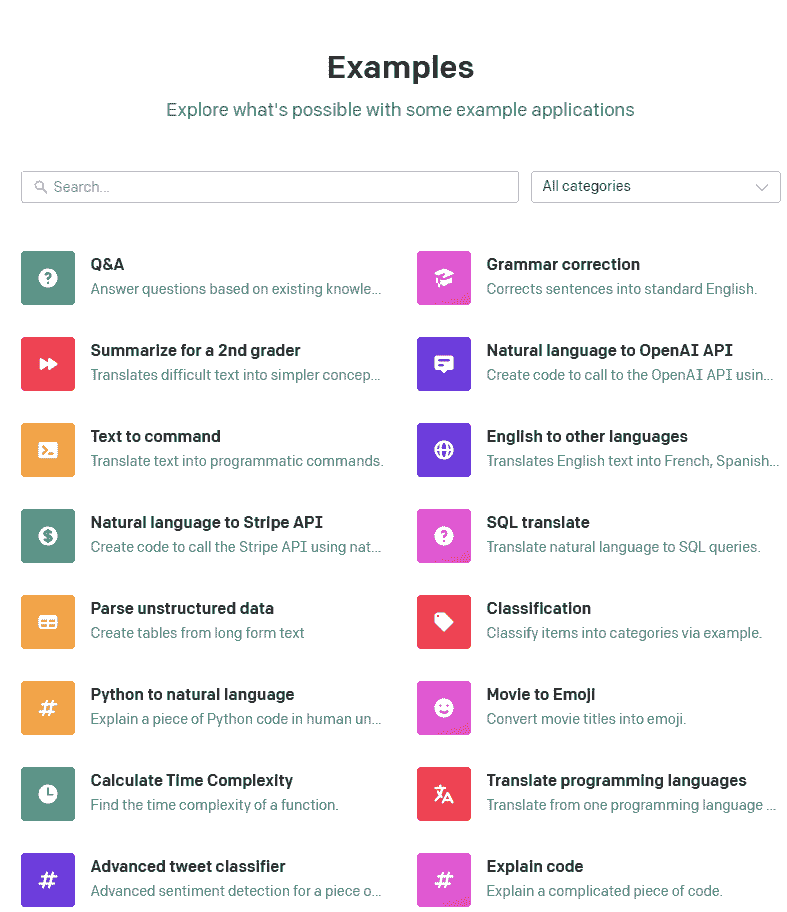 Examples
Explore what's possible with some example applications
Search...
All categories
Q&A
Answer questions based on existing knowle...
Grammar correction
Corrects sentences into standard English.
Summarize for a 2nd grader
Translates difficult text into simpler concep...
Natural language to OpenAI API
Create code to call to the OpenAI API usin...
Text to command
Translate text into programmatic commands.
English to other languages
Translates English text into French, Spanish...
Natural language to Stripe API
Create code to call the Stripe API using nat...
SQL translate
Translate natural language to SQL queries.
Parse unstructured data
Create tables from long form text
Classification
Classify items into categories via example.
Python to natural language
Explain a piece of Python code in human un...
Movie to Emoji
Convert movie titles into emoji.
Calculate Time Complexity
Find the time complexity of a function.
Translate programming languages
Translate from one programming language ...
Advanced tweet classifier
Advanced sentiment detection for a piece o...
Explain code
Explain a complicated piece of code.